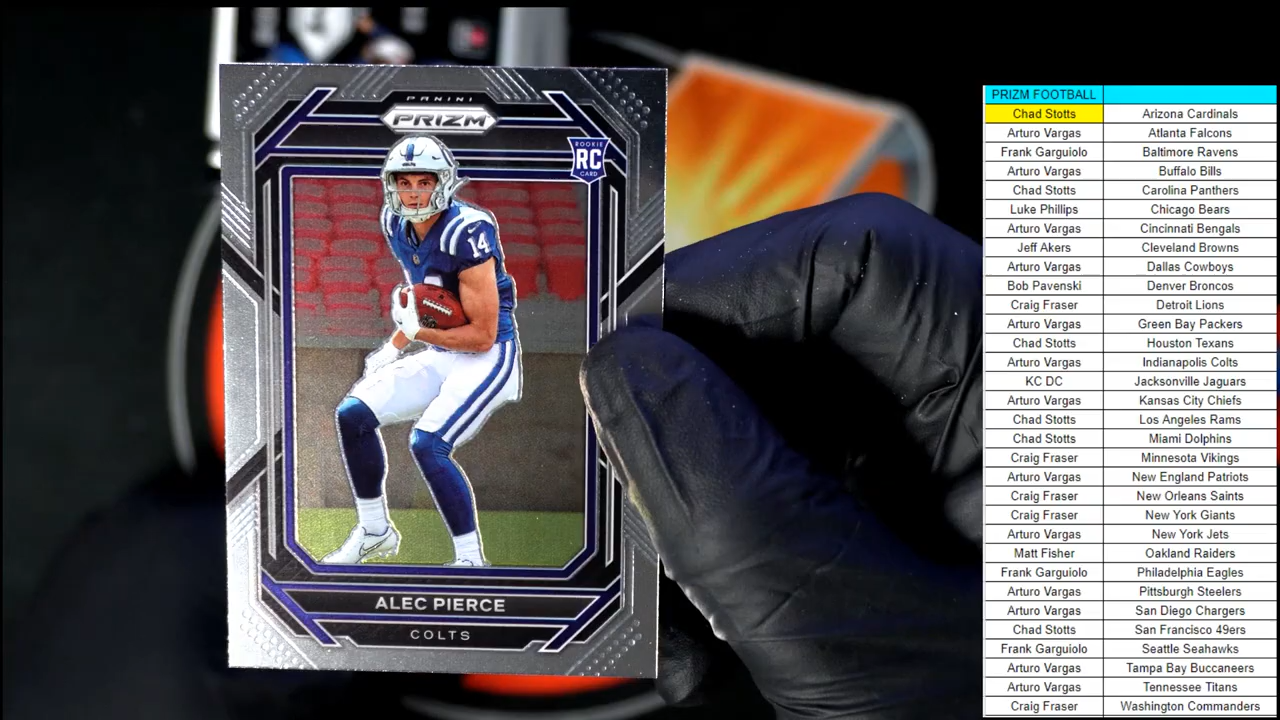 PANINI
PRIZM
ROOKIE
RC
CARD
14
ALEC PIERCE
COLTS
PRIZM FOOTBALL
Chad Stotts Arizona Cardinals
Arturo Vargas Atlanta Falcons
Frank Garguiolo Baltimore Ravens
Arturo Vargas Buffalo Bills
Chad Stotts Carolina Panthers
Luke Phillips Chicago Bears
Arturo Vargas Cincinnati Bengals
Jeff Akers Cleveland Browns
Arturo Vargas Dallas Cowboys
Bob Pavenski Denver Broncos
Craig Fraser Detroit Lions
Arturo Vargas Green Bay Packers
Chad Stotts Houston Texans
Arturo Vargas Indianapolis Colts
KC DC Jacksonville Jaguars
Arturo Vargas Kansas City Chiefs
Chad Stotts Los Angeles Rams
Chad Stotts Miami Dolphins
Craig Fraser Minnesota Vikings
Arturo Vargas New England Patriots
Craig Fraser New Orleans Saints
Craig Fraser New York Giants
Arturo Vargas New York Jets
Matt Fisher Oakland Raiders
Frank Garguiolo Philadelphia Eagles
Arturo Vargas Pittsburgh Steelers
Arturo Vargas San Diego Chargers
Chad Stotts San Francisco 49ers
Frank Garguiolo Seattle Seahawks
Arturo Vargas Tampa Bay Buccaneers
Arturo Vargas Tennessee Titans
Craig Fraser Washington Commanders